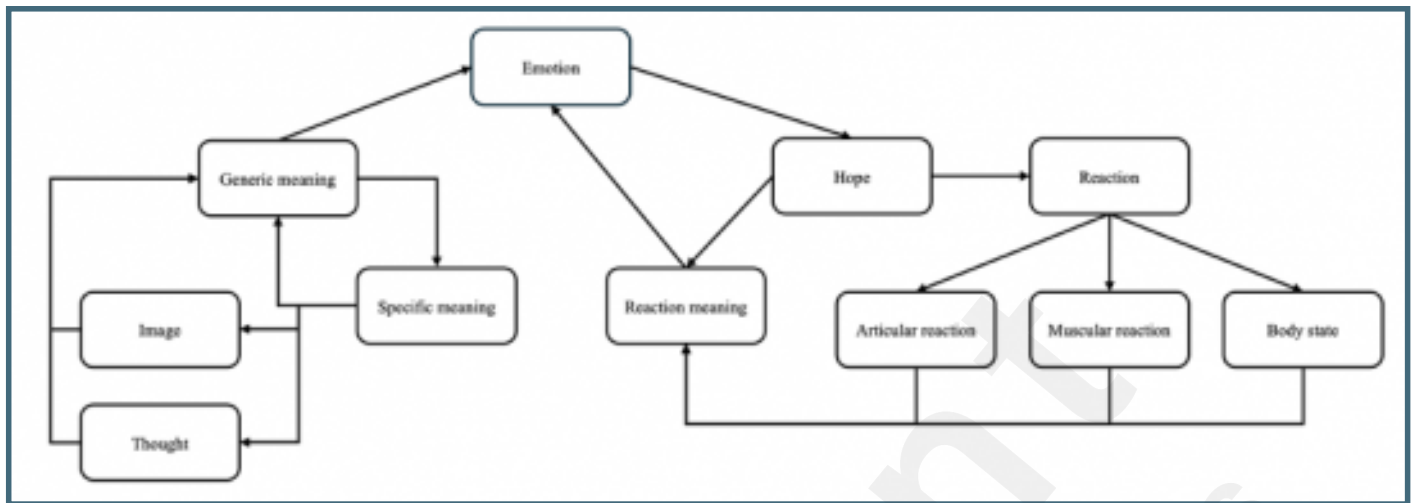 Emotion
Generic meaning
Hope
Reaction
Specific meaning
Reaction meaning
Image
Articular reaction
Muscular reaction
Body state
Thought